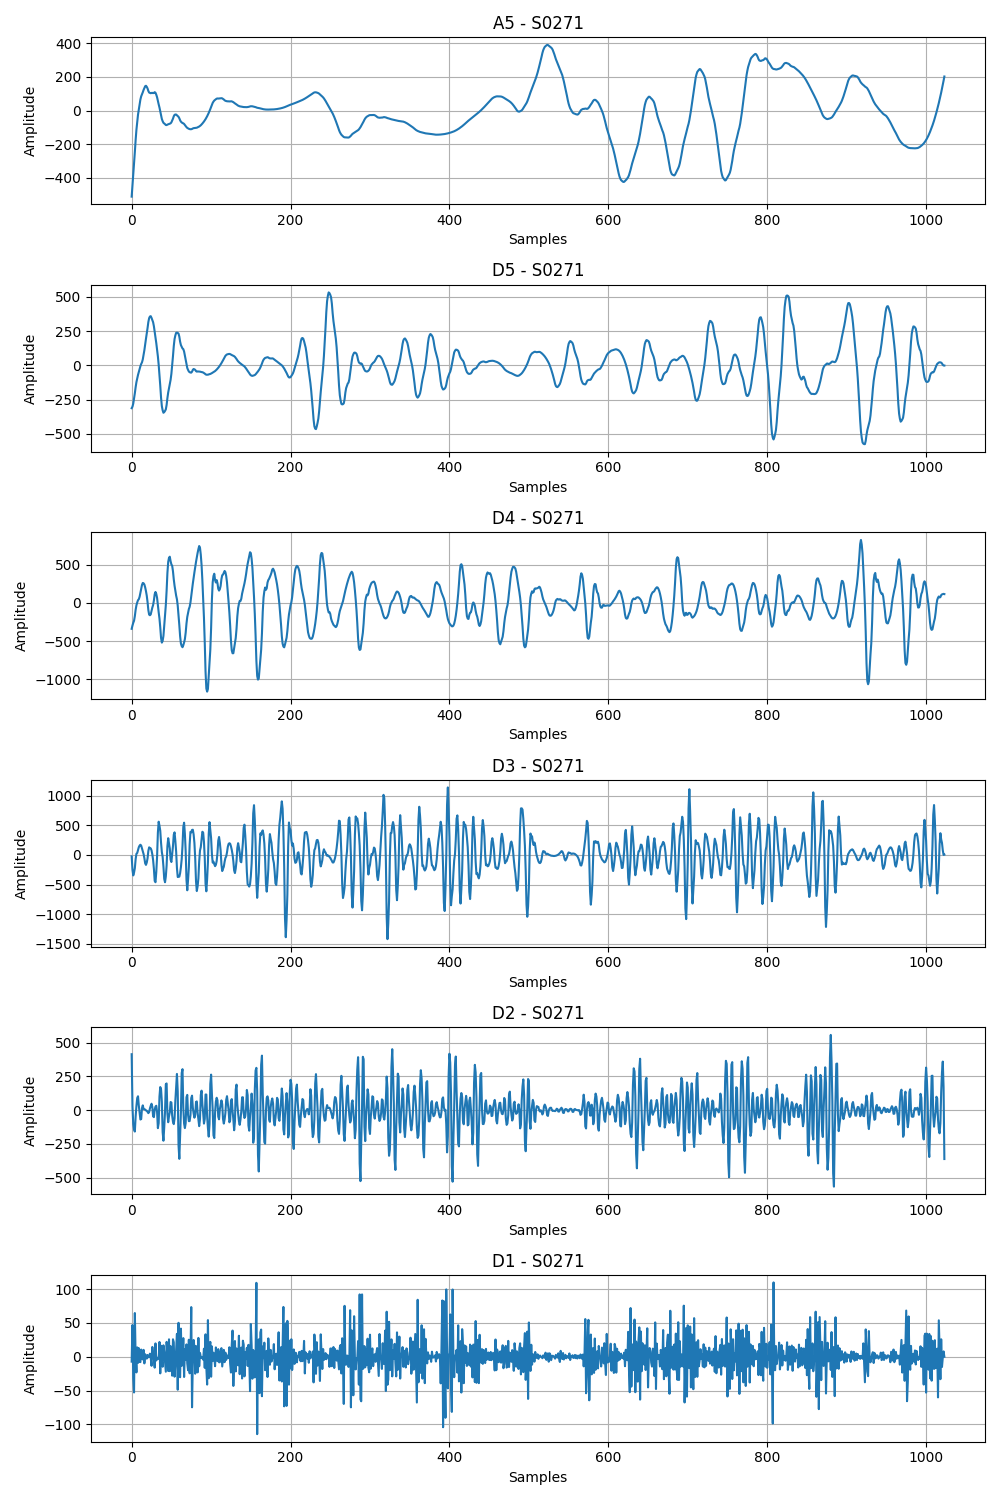 A5 - S0271
400
200
0
−200
−400
Amplitude
0 200 400 600 800 1000
Samples
D5 - S0271
500
250
0
−250
−500
Amplitude
0 200 400 600 800 1000
Samples
D4 - S0271
500
0
−500
−1000
Amplitude
0 200 400 600 800 1000
Samples
D3 - S0271
1000
500
0
−500
−1000
−1500
Amplitude
0 200 400 600 800 1000
Samples
D2 - S0271
500
250
0
−250
−500
Amplitude
0 200 400 600 800 1000
Samples
D1 - S0271
100
50
0
−50
−100
Amplitude
0 200 400 600 800 1000
Samples